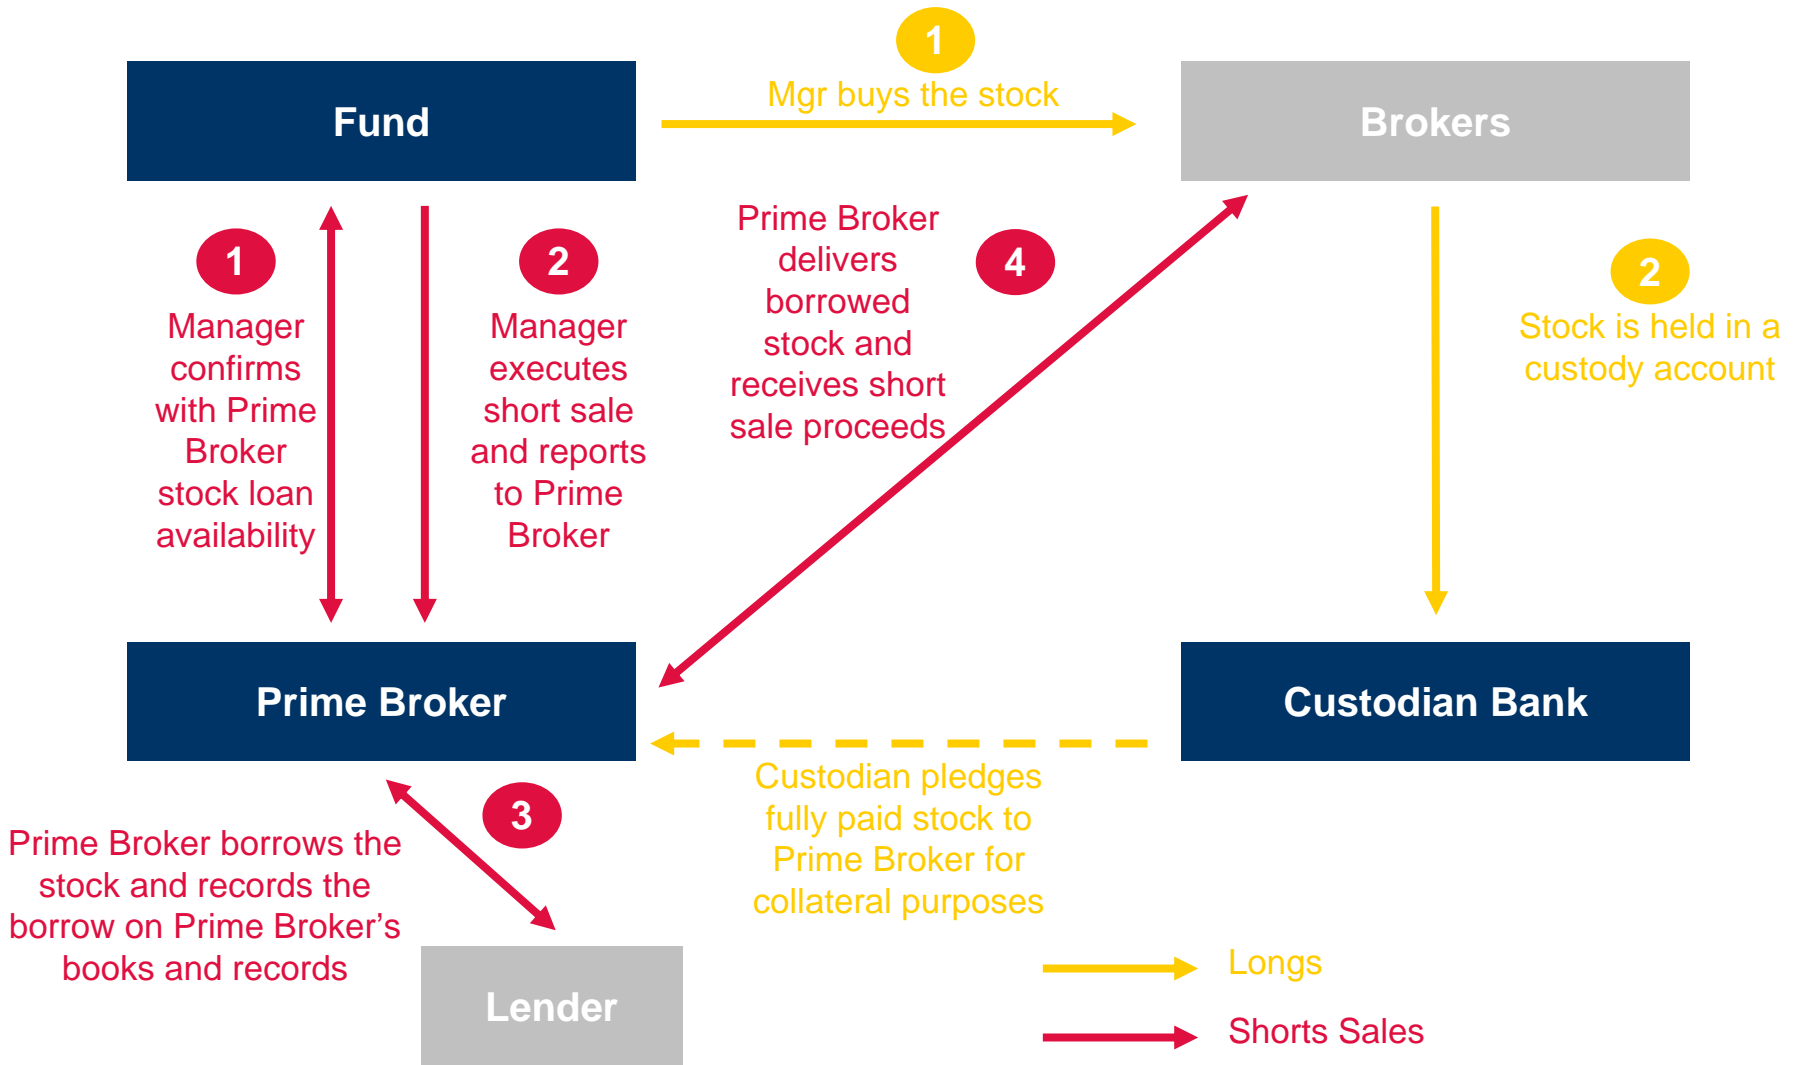 1
Mgr buys the stock
Fund
Brokers
1
Manager
confirms
with Prime
Broker
stock loan
availability
2
Manager
executes
short sale
and reports
to Prime
Broker
Prime Broker
delivers
borrowed
stock and
receives short
sale proceeds
4
2
Stock is held in a
custody account
Prime Broker
Custodian Bank
3
Prime Broker borrows the
stock and records the
borrow on Prime Broker’s
books and records
Custodian pledges
fully paid stock to
Prime Broker for
collateral purposes
Lender
Longs
Shorts Sales